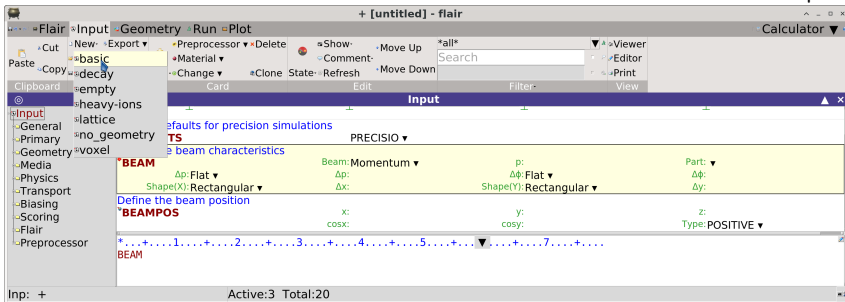 + [untitled] - flair
Flair Input Geometry Run Plot Calculator ▼
Cut New Export ▼ Preprocessor ▼ Delete Show Move Up *all* ▼ Viewer
Paste basic Material ▼ Comment Search Editor
Copy decay Change ▼ Clone State Refresh Move Down Print
Clipboard empty Card Edit Filter View
heavy-ions
lattice
no_geometry
voxel
Input
Input
General
Primary
Geometry
Media
Physics
Transport
Biasing
Scoring
Flair
Preprocessor
efaults for precision simulations
TS PRECISIO ▼
e beam characteristics
BEAM Beam: Momentum ▼ p: Part: ▼
Δp: Flat ▼ Δp: Δϕ: Flat ▼ Δϕ:
Shape(X): Rectangular ▼ Δx: Shape(Y): Rectangular ▼ Δy:
Define the beam position
BEAMPOS x: y: z:
cosx: cosy: Type: POSITIVE ▼
*...+....1....+....2....+....3....+....4....+....5....+...▼....+....7....+....
BEAM
Inp: + Active:3 Total:20